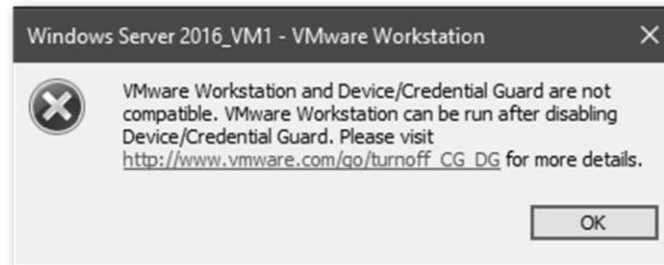 Windows Server 2016_VM1 - VMware Workstation
VMware Workstation and Device/Credential Guard are not
compatible. VMware Workstation can be run after disabling
Device/Credential Guard. Please visit
http://www.vmware.com/go/turnoff_CG_DG for more details.
OK